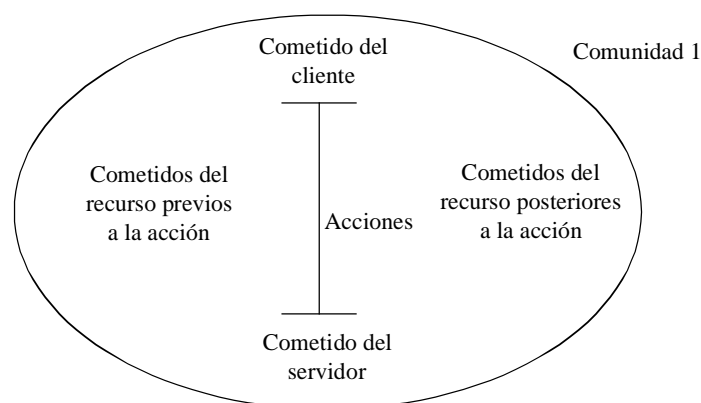 Cometido del
cliente
Comunidad 1
Cometidos del
recurso previos
a la acción
Acciones
Cometidos del
recurso posteriores
a la acción
Cometido del
servidor